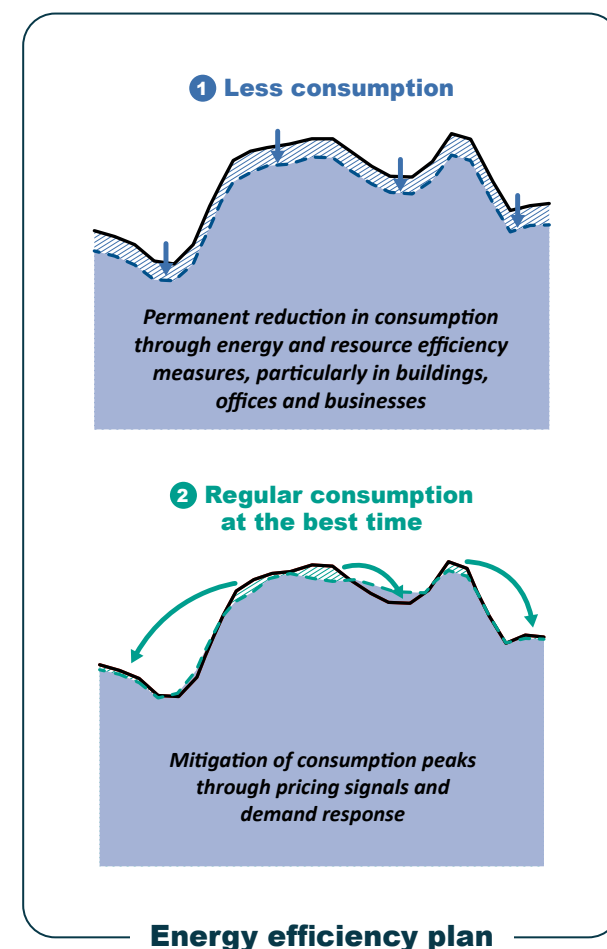 1 Less consumption
Permanent reduction in consumption
through energy and resource efficiency
measures, particularly in buildings,
offices and businesses
2 Regular consumption
at the best time
Mitigation of consumption peaks
through pricing signals and
demand response
Energy efficiency plan